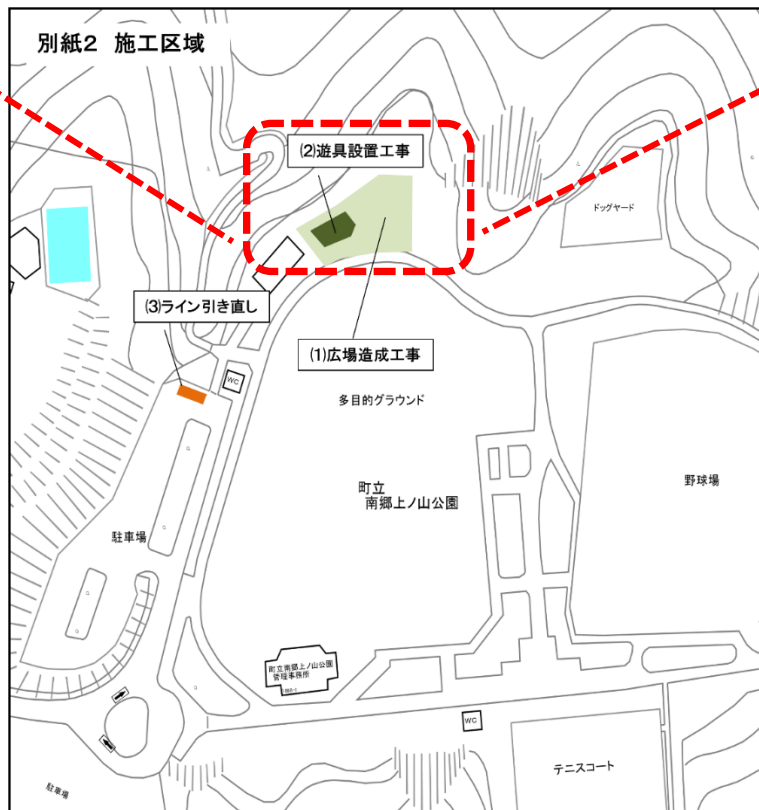 別紙2 施工区域
(2)遊具設置工事
ドッグヤード
(3)ライン引き直し
(1)広場造成工事
WC
多目的グラウンド
町立
南郷上ノ山公園
野球場
駐車場
町立南郷上ノ山公園
管理事務所
WC
テニスコート
駐車場